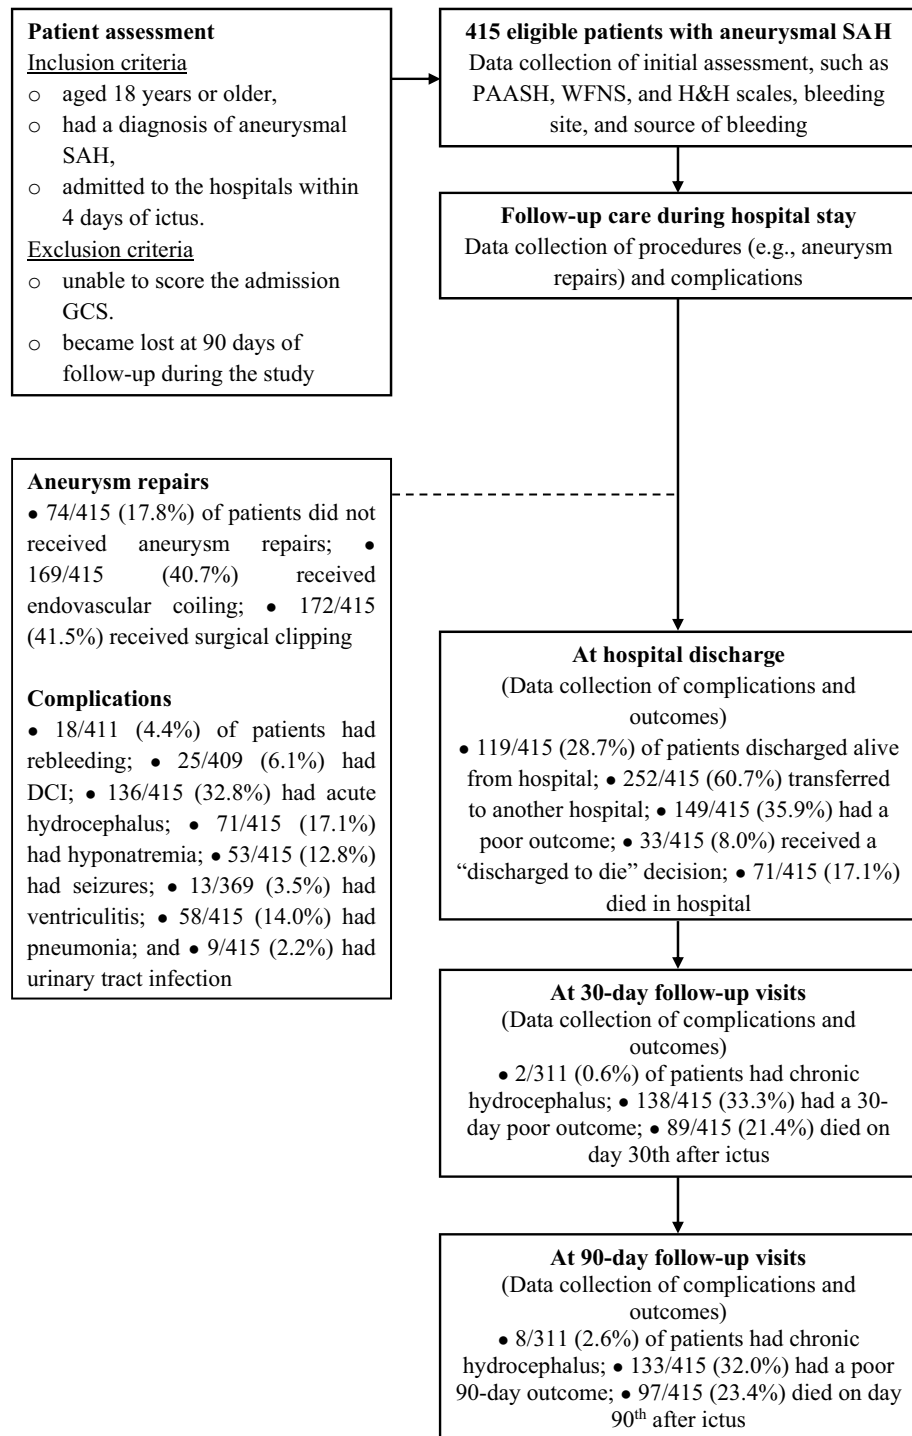 Patient assessment
Inclusion criteria
○ aged 18 years or older,
○ had a diagnosis of aneurysmal
SAH,
○ admitted to the hospitals within
4 days of ictus.
Exclusion criteria
○ unable to score the admission
GCS.
○ became lost at 90 days of
follow-up during the study
415 eligible patients with aneurysmal SAH
Data collection of initial assessment, such as
PAASH, WFNS, and H&H scales, bleeding
site, and source of bleeding
Follow-up care during hospital stay
Data collection of procedures (e.g., aneurysm
repairs) and complications
Aneurysm repairs
● 74/415 (17.8%) of patients did not
received aneurysm repairs; ●
169/415 (40.7%) received
endovascular coiling; ● 172/415
(41.5%) received surgical clipping
Complications
● 18/411 (4.4%) of patients had
rebleeding; ● 25/409 (6.1%) had
DCI; ● 136/415 (32.8%) had acute
hydrocephalus; ● 71/415 (17.1%)
had hyponatremia; ● 53/415 (12.8%)
had seizures; ● 13/369 (3.5%) had
ventriculitis; ● 58/415 (14.0%) had
pneumonia; and ● 9/415 (2.2%) had
urinary tract infection
At hospital discharge
(Data collection of complications and
outcomes)
● 119/415 (28.7%) of patients discharged alive
from hospital; ● 252/415 (60.7%) transferred
to another hospital; ● 149/415 (35.9%) had a
poor outcome; ● 33/415 (8.0%) received a
“discharged to die” decision; ● 71/415 (17.1%)
died in hospital
At 30-day follow-up visits
(Data collection of complications and
outcomes)
● 2/311 (0.6%) of patients had chronic
hydrocephalus; ● 138/415 (33.3%) had a 30-
day poor outcome; ● 89/415 (21.4%) died on
day 30th after ictus
At 90-day follow-up visits
(Data collection of complications and
outcomes)
● 8/311 (2.6%) of patients had chronic
hydrocephalus; ● 133/415 (32.0%) had a poor
90-day outcome; ● 97/415 (23.4%) died on day
90th after ictus